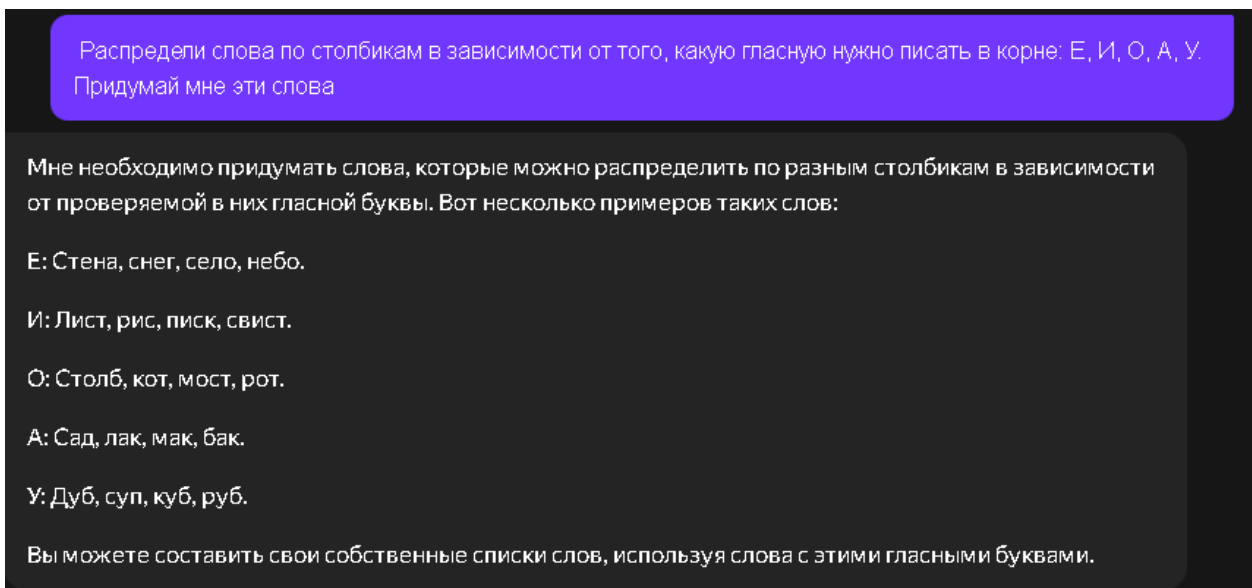 Распредели слова по столбикам в зависимости от того, какую гласную нужно писать в корне: Е, И, О, А, У.
Придумай мне эти слова
Мне необходимо придумать слова, которые можно распределить по разным столбикам в зависимости
от проверяемой в них гласной буквы. Вот несколько примеров таких слов:
Е: Стена, снег, село, небо.
И: Лист, рис, писк, свист.
О: Столб, кот, мост, рот.
А: Сад, лак, мак, бак.
У: Дуб, суп, куб, руб.
Вы можете составить свои собственные списки слов, используя слова с этими гласными буквами.